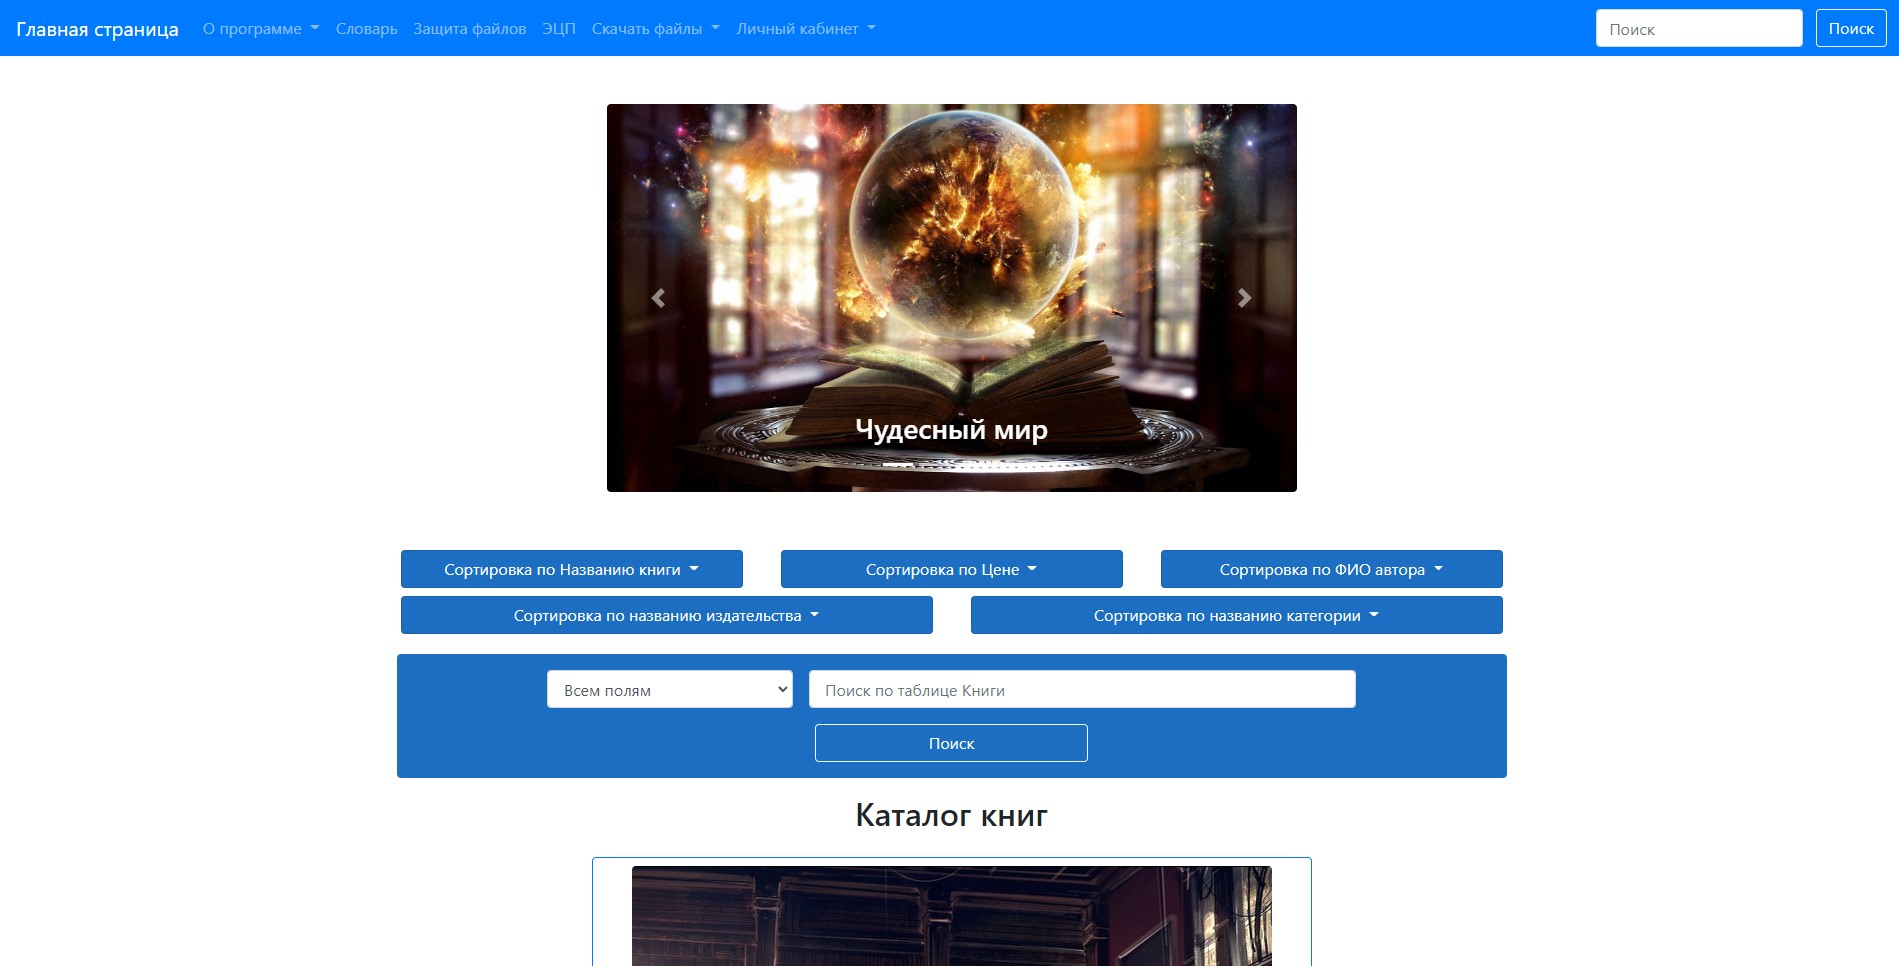 Главная страница О программе Словарь Защита файлов ЭЦП Скачать файлы Личный кабинет Поиск Поиск
Чудесный мир
Сортировка по Названию книги Сортировка по Цене Сортировка по ФИО автора
Сортировка по названию издательства Сортировка по названию категории
Всем полям Поиск по таблице Книги
Поиск
Каталог книг